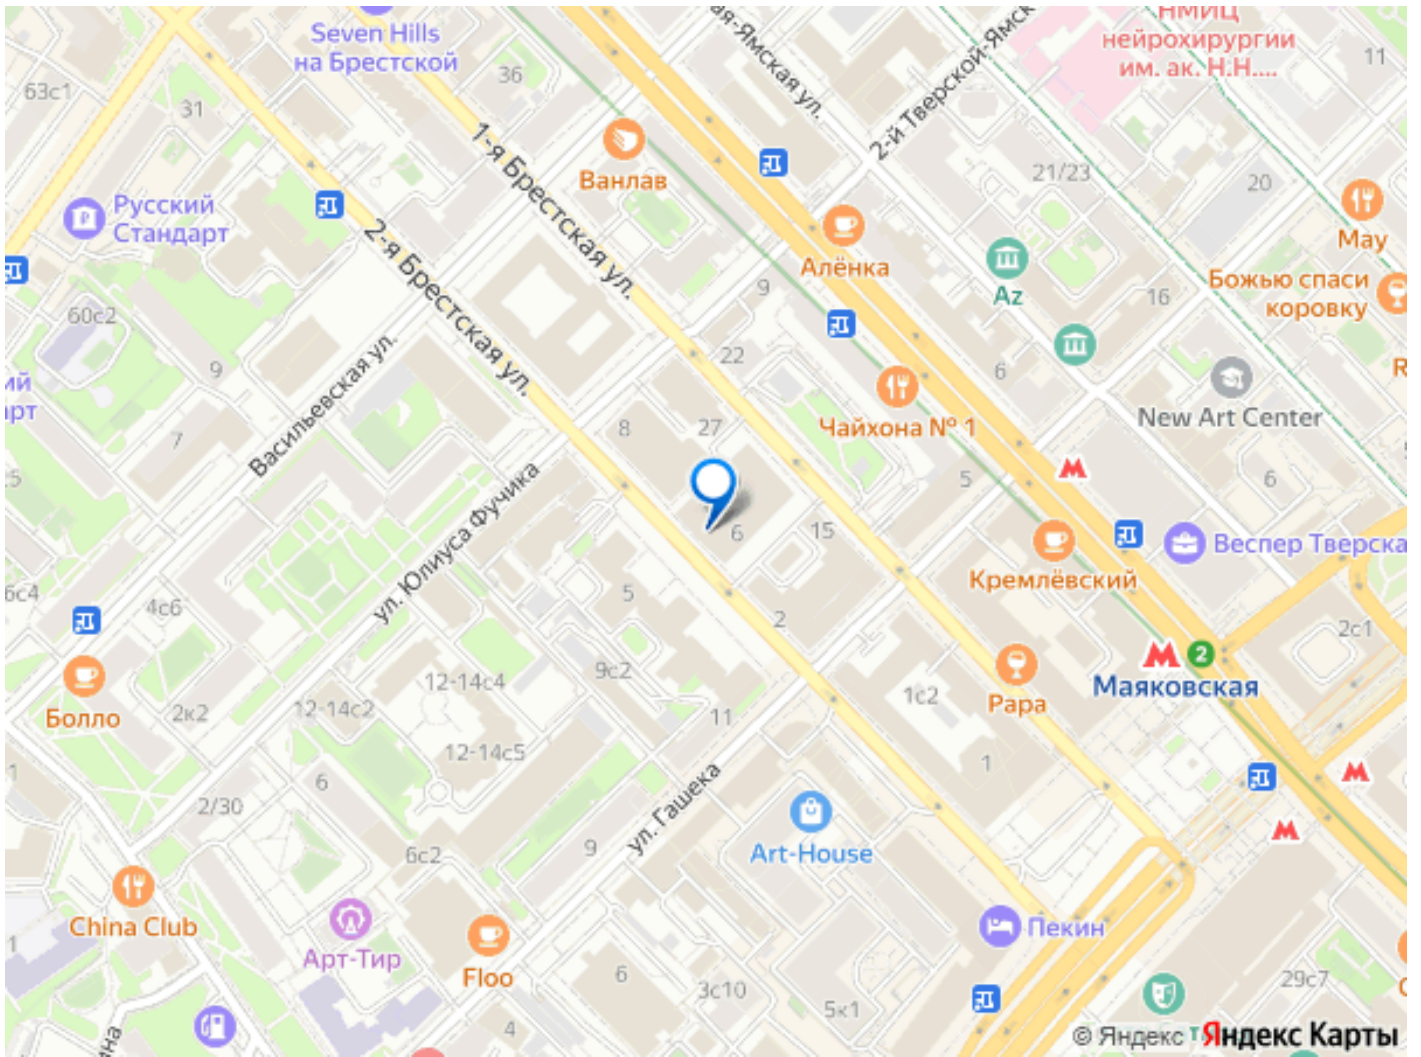 Seven Hills
на Брестской
36
63с1
31
1-я Брестская ул.
Ванлав
2-й Тверской-Ямск
НМИЦ
нейрохирургии
им. ак. Н.Н....
11
21/23
20
Мау
Русский
Стандарт
2-я Брестская ул.
Алёнка
Az
Божью спаси
коровку
16
9
60с2
9
22
6
Васильевская ул.
7
8
27
Чайхона № 1
New Art Center
5
6
6
15
ул. Юлиуса Фучика
Кремлёвский
Веспер Тверска
6с4
4с6
5
2
2с1
2
Маяковская
9с2
12-14с4
Болло
2к2
12-14с2
11
1с2
Papa
12-14с5
6
1
2/30
ул. Гашека
6с2
9
Art-House
China Club
Арт-Тир
Floo
Пекин
6
3с10
5к1
29с7
4
© Яндекс Яндекс Карты